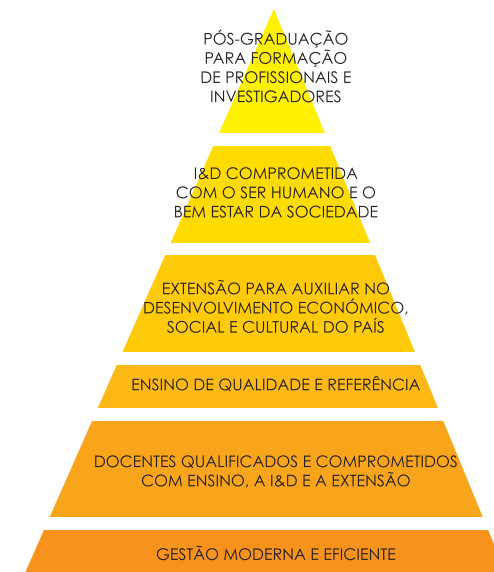 PÓS-GRADUAÇÃO
PARA FORMAÇÃO
DE PROFISSIONAIS E
INVESTIGADORES
I&D COMPROMETIDA
COM O SER HUMANO E O
BEM ESTAR DA SOCIEDADE
EXTENSÃO PARA AUXILIAR NO
DESENVOLVIMENTO ECONÓMICO,
SOCIAL E CULTURAL DO PAÍS
ENSINO DE QUALIDADE E REFERÊNCIA
DOCENTES QUALIFICADOS E COMPROMETIDOS
COM ENSINO, A I&D E A EXTENSÃO
GESTÃO MODERNA E EFICIENTE